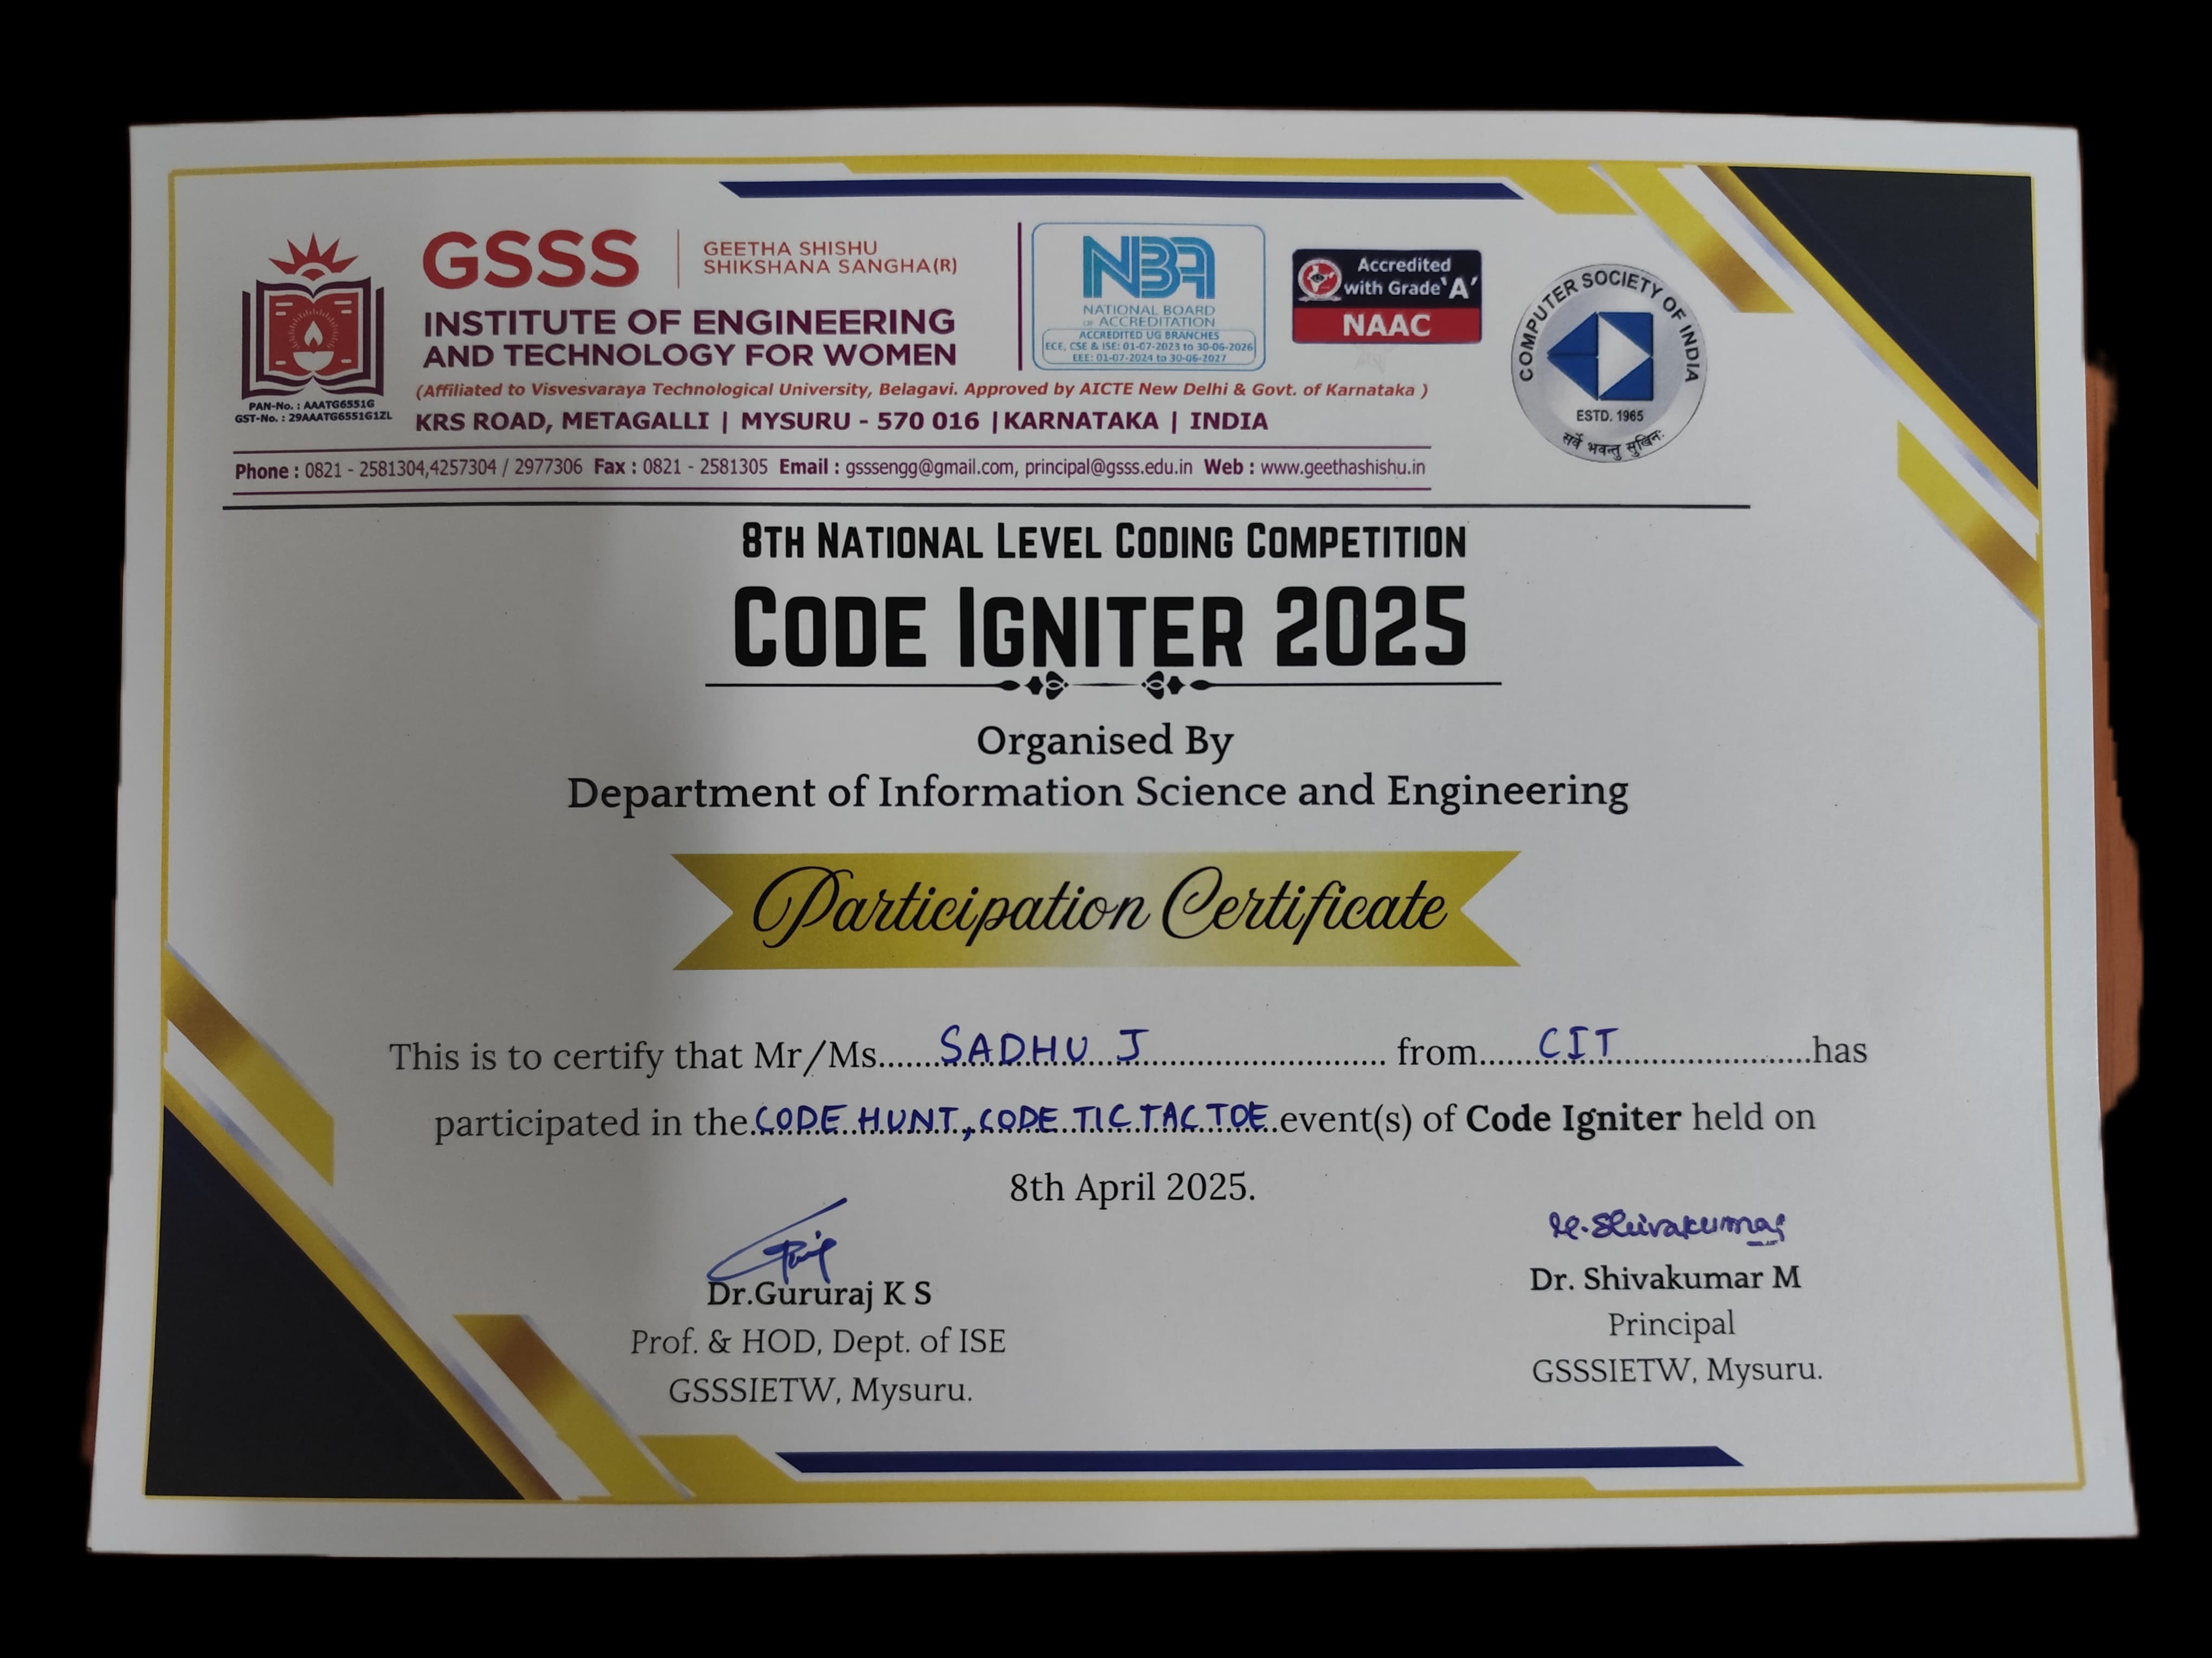 GSSS
GEETHA SHISHU
SHIKSHANA SANGHA(R)
INSTITUTE OF ENGINEERING
AND TECHNOLOGY FOR WOMEN
PAN-No. : AAATG6551G
GST-No. : 29AAATG6551G1ZL
NBA
NATIONAL BOARD
OF ACCREDITATION
ACCREDITED UG BRANCHES
ECE, CSE & ISE: 01-07-2023 to 30-06-2026
EEE: 01-07-2024 to 30-06-2027
Accredited
with Grade 'A'
NAAC
COMPUTER SOCIETY OF INDIA
ESTD. 1965
सर्वे भवन्तु सुखिनः
(Affiliated to Visvesvaraya Technological University, Belagavi. Approved by AICTE New Delhi & Govt. of Karnataka )
KRS ROAD, METAGALLI | MYSURU - 570 016 | KARNATAKA | INDIA
Phone : 0821 - 2581304,4257304 / 2977306 Fax : 0821 - 2581305 Email : gsssengg@gmail.com, principal@gsss.edu.in Web : www.geethashishu.in
8TH NATIONAL LEVEL CODING COMPETITION
CODE IGNITER 2025
Organised By
Department of Information Science and Engineering
Participation Certificate
This is to certify that Mr/Ms......SADHU J.................... from......CIT....................has
participated in the CODE HUNT, CODE TIC TAC TOE event(s) of Code Igniter held on
8th April 2025.
M. Shivakumar
Dr.Gururaj K S
Prof. & HOD, Dept. of ISE
GSSSIETW, Mysuru.
Dr. Shivakumar M
Principal
GSSSIETW, Mysuru.